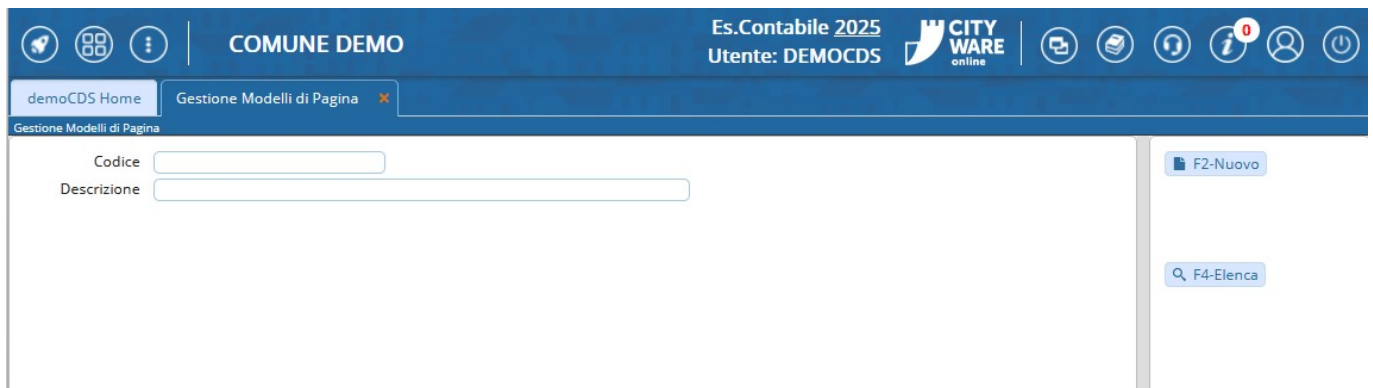 COMUNE DEMO
Es.Contabile 2025
Utente: DEMOCDS
CITY
WARE
online
0
demoCDS Home
Gestione Modelli di Pagina
Gestione Modelli di Pagina
Codice
F2-Nuovo
Descrizione
F4-Elenca